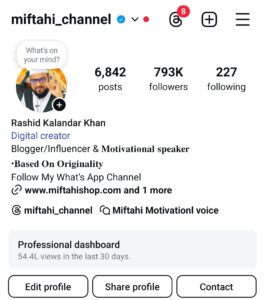 miftahi_channel
8
What's on
your mind?
6,842 793K 227
posts followers following
Rashid Kalandar Khan
Digital creator
Blogger/Influencer & 𝐌𝐨𝐭𝐢𝐯𝐚𝐭𝐢𝐨𝐧𝐚𝐥 𝐬𝐩𝐞𝐚𝐤𝐞𝐫
•𝐁𝐚𝐬𝐞𝐝 𝐎𝐧 𝐎𝐫𝐢𝐠𝐢𝐧𝐚𝐥𝐢𝐭𝐲
Follow My What's App Channel
www.miftahishop.com and 1 more
miftahi_channel Miftahi Motivationl voice
Professional dashboard
54.4L views in the last 30 days.
Edit profile Share profile Contact